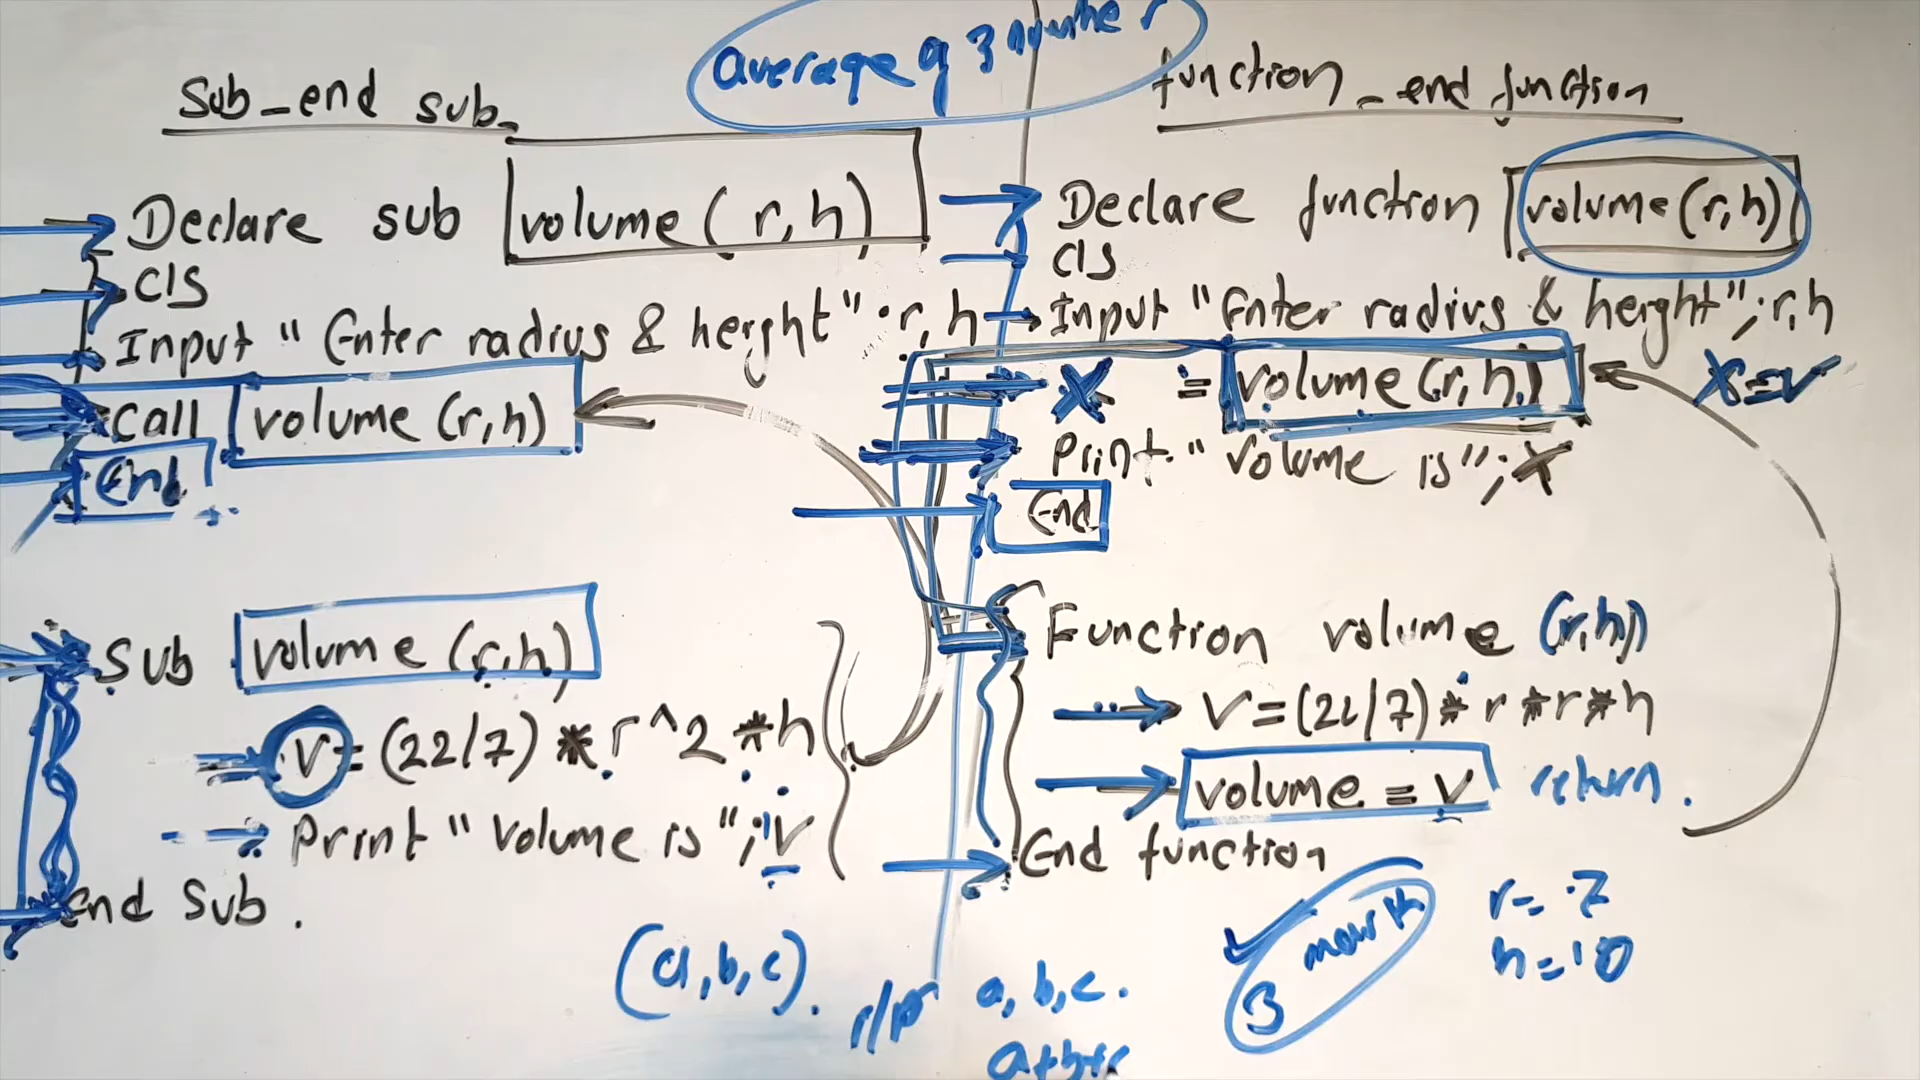 average of 3 number
Sub_end sub.
Declare sub volume (r,h)
Cls
Input "Enter radius & height" ; r, h
Call volume (r,h)
End
Sub volume (r,h)
V = (22/7) * r^2 * h
Print "Volume is" ; V
End Sub.
function _ end function
Declare function volume (r,h)
Cls
Input "Enter radius & height"; r, h
X = volume (r, h)
X=V
Print "Volume is"; X
End
Function volume (r,h)
V = (22/7) * r * r * h
volume = V return.
End function
(a,b,c).
i/p a, b, c.
a+b+c
3 mark
r = 7
h = 10